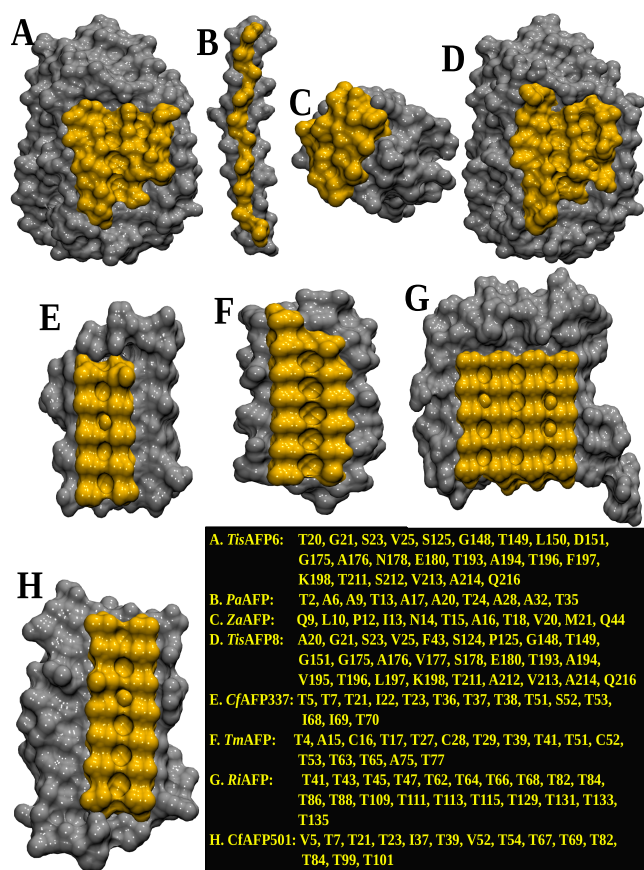 A
B
C
D
E
F
G
H
A. TisAFP6: T20, G21, S23, V25, S125, G148, T149, L150, D151,
G175, A176, N178, E180, T193, A194, T196, F197,
K198, T211, S212, V213, A214, Q216
B. PaAFP: T2, A6, A9, T13, A17, A20, T24, A28, A32, T35
C. ZaAFP: Q9, L10, P12, I13, N14, T15, A16, T18, V20, M21, Q44
D. TisAFP8: A20, G21, S23, V25, F43, S124, P125, G148, T149,
G151, G175, A176, V177, S178, E180, T193, A194,
V195, T196, L197, K198, T211, A212, V213, A214, Q216
E. CfAFP337: T5, T7, T21, I22, T23, T36, T37, T38, T51, S52, T53,
I68, I69, T70
F. TmAFP: T4, A15, C16, T17, T27, C28, T29, T39, T41, T51, C52,
T53, T63, T65, A75, T77
G. RiAFP: T41, T43, T45, T47, T62, T64, T66, T68, T82, T84,
T86, T88, T109, T111, T113, T115, T129, T131, T133,
T135
H. CfAFP501: V5, T7, T21, T23, I37, T39, V52, T54, T67, T69, T82,
T84, T99, T101